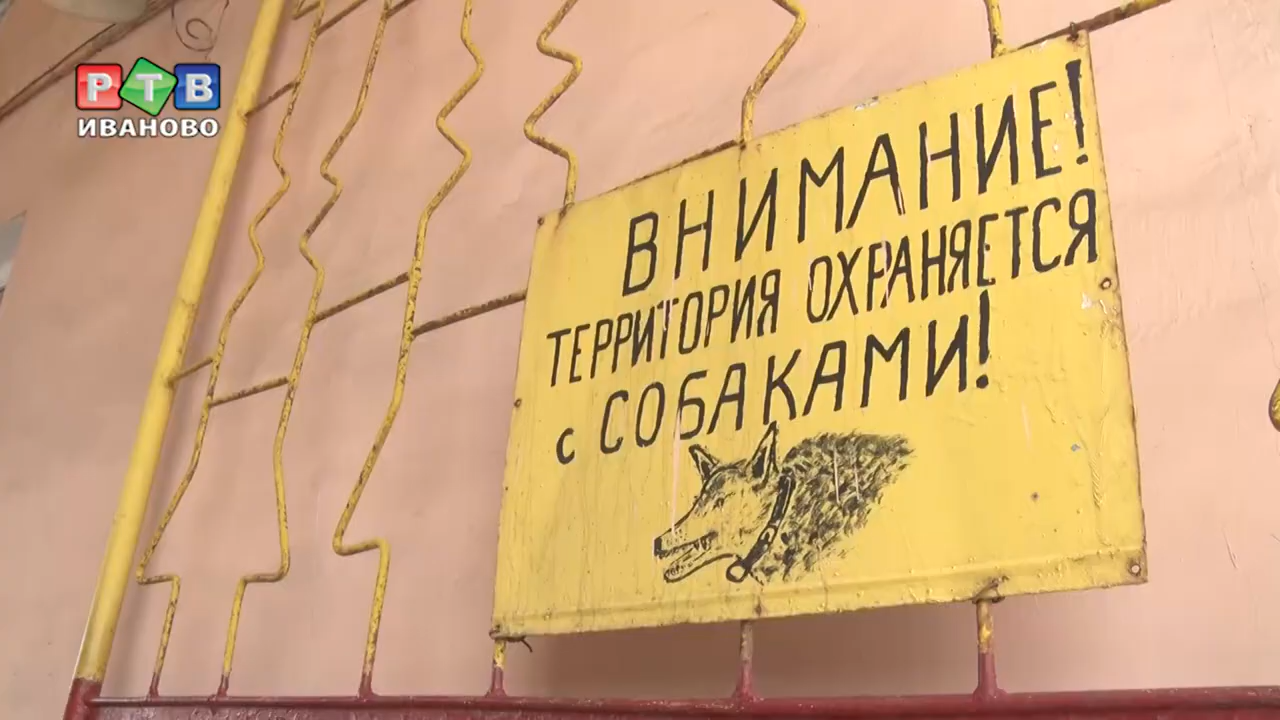 РТВ
ИВАНОВО
ВНИМАНИЕ!
ТЕРРИТОРИЯ ОХРАНЯЕТСЯ
с СОБАКАМИ!